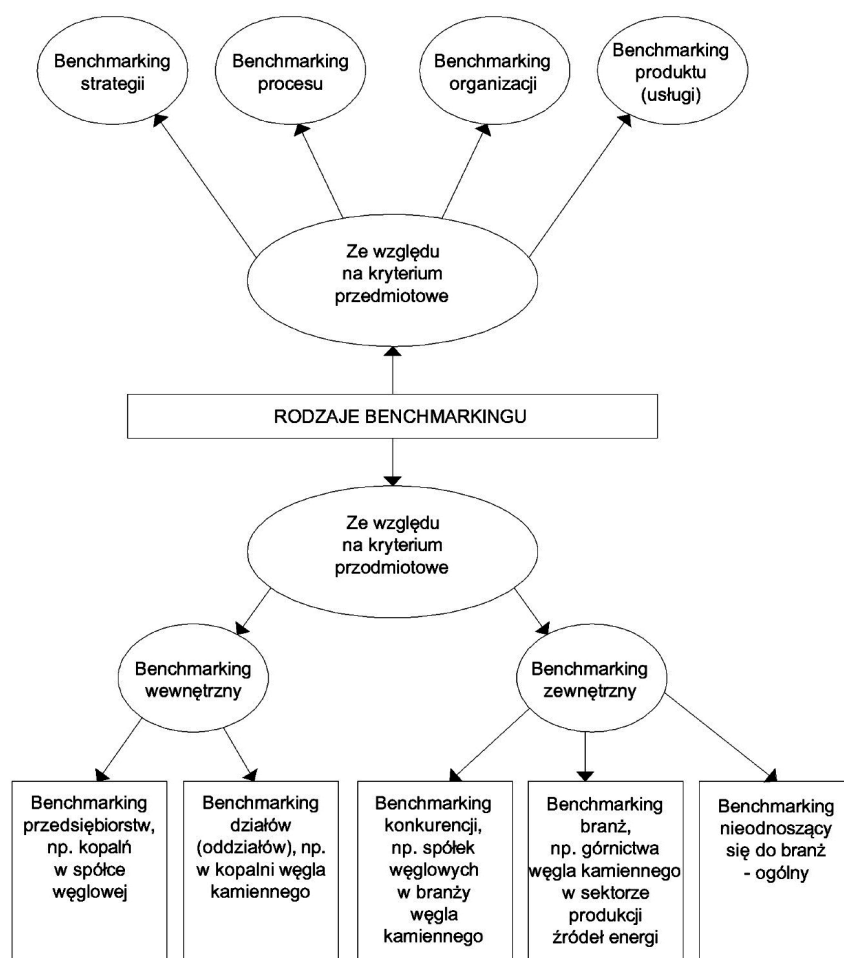 Benchmarking
strategii
Benchmarking
procesu
Benchmarking
organizacji
Benchmarking
produktu
(usługi)
Ze względu
na kryterium
przedmiotowe
RODZAJE BENCHMARKINGU
Ze względu
na kryterium
przodmiotowe
Benchmarking
wewnętrzny
Benchmarking
zewnętrzny
Benchmarking
przedsiębiorstw,
np. kopalń
w spółce
węglowej
Benchmarking
działów
(oddziałów), np.
w kopalni węgla
kamiennego
Benchmarking
konkurencji,
np. spółek
węglowych
w branży
węgla
kamiennego
Benchmarking
branż,
np. górnictwa
węgla kamiennego
w sektorze
produkcji
źródeł energi
Benchmarking
nieodnoszący
się do branż
- ogólny